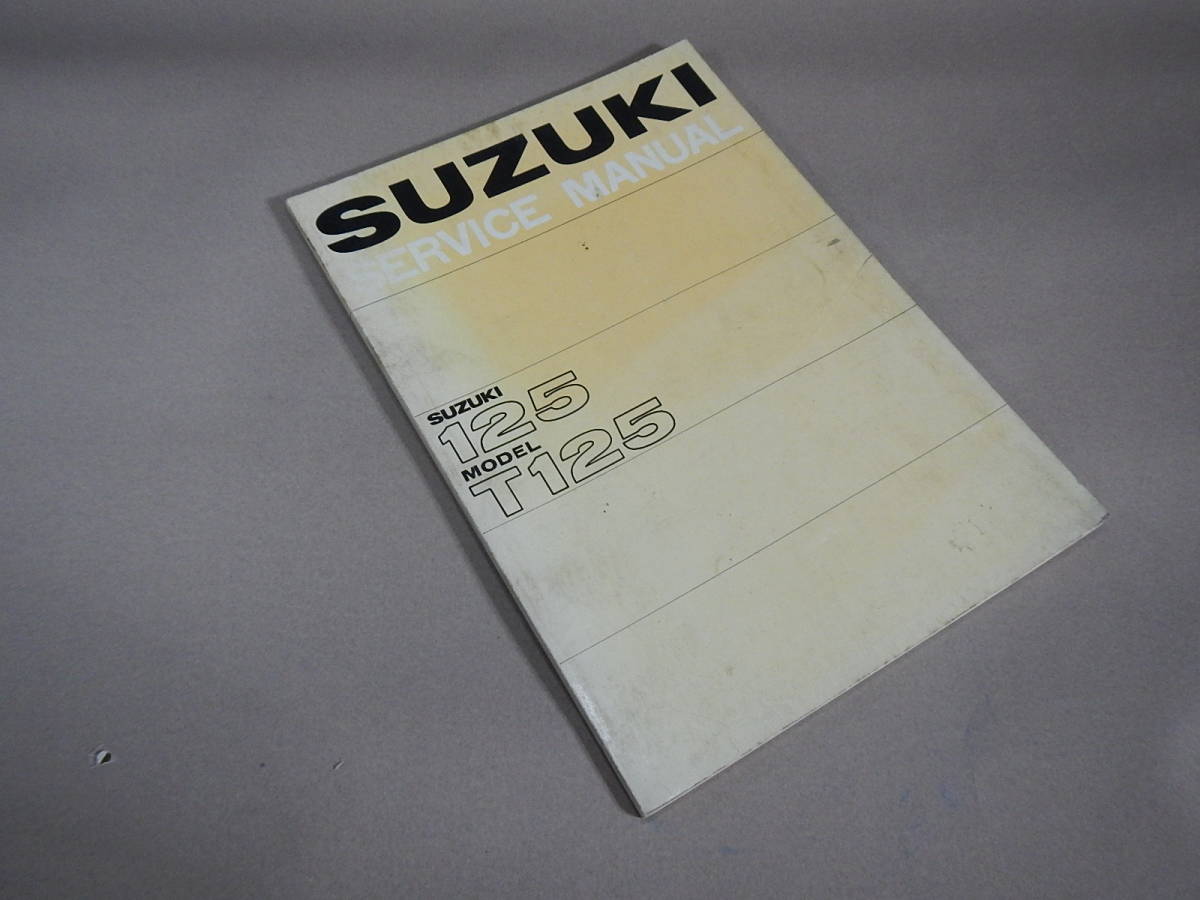 SUZUKI
SERVICE MANUAL
SUZUKI
125
MODEL
T125